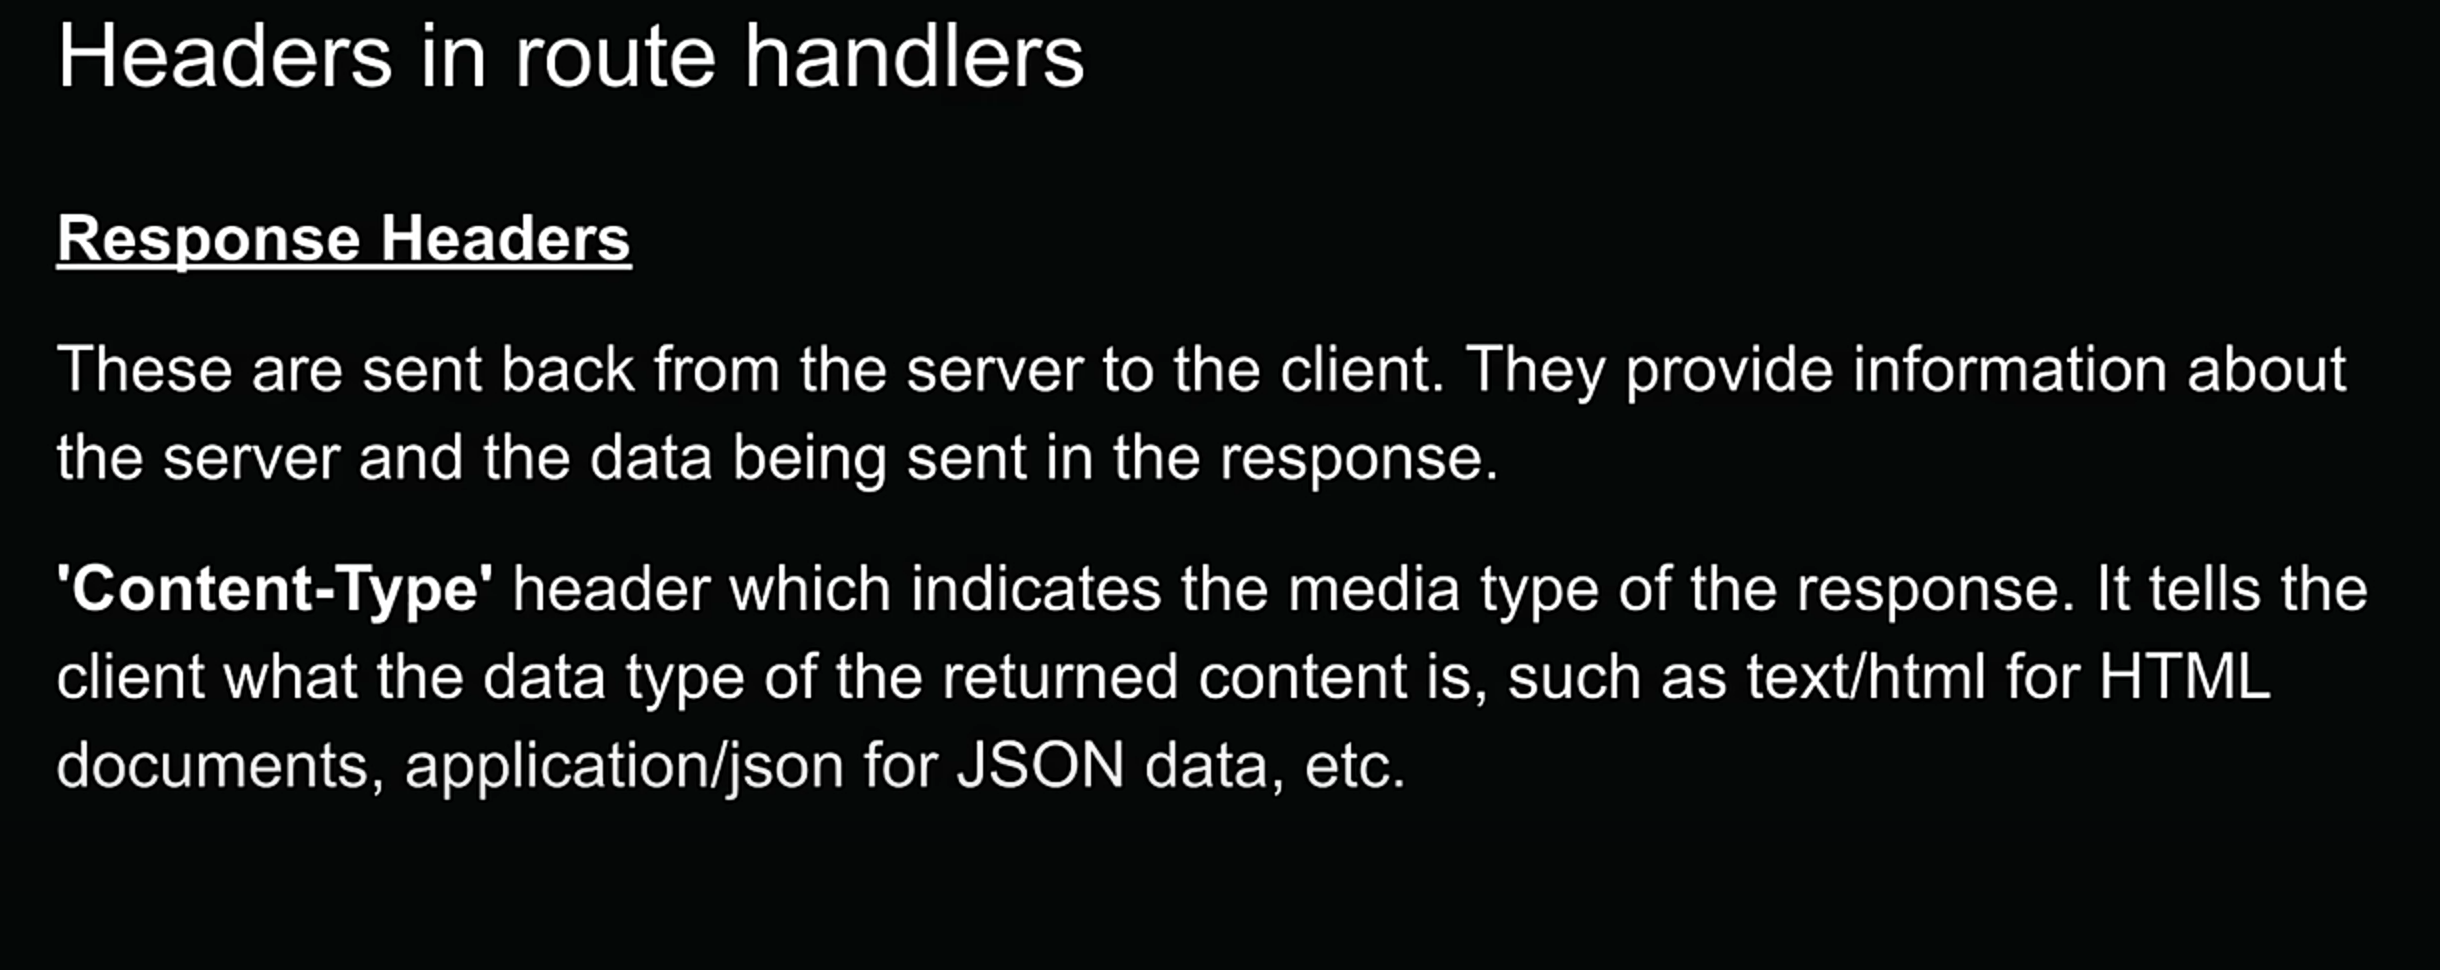 Headers in route handlers
Response Headers
These are sent back from the server to the client. They provide information about
the server and the data being sent in the response.
'Content-Type' header which indicates the media type of the response. It tells the
client what the data type of the returned content is, such as text/html for HTML
documents, application/json for JSON data, etc.